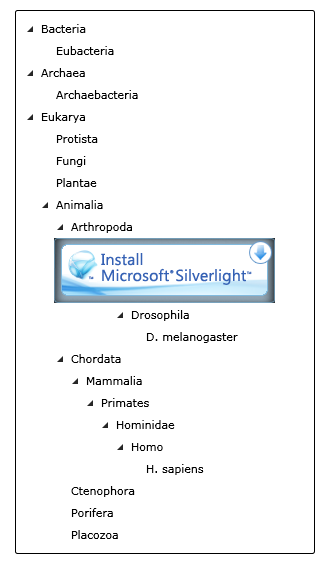 Bacteria
Eubacteria
Archaea
Archaebacteria
Eukarya
Protista
Fungi
Plantae
Animalia
Arthropoda
Install
Microsoft® Silverlight™
Drosophila
D. melanogaster
Chordata
Mammalia
Primates
Hominidae
Homo
H. sapiens
Ctenophora
Porifera
Placozoa